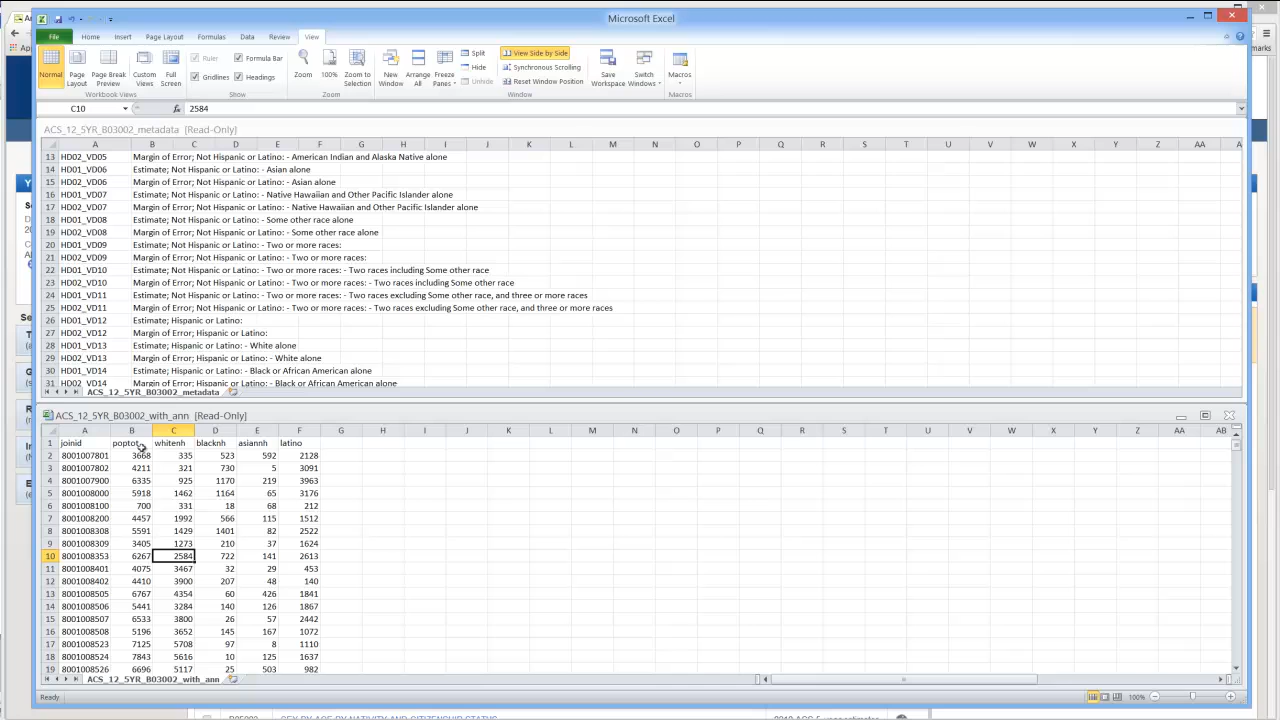 Microsoft Excel
File Home Insert Page Layout Formulas Data Review View
Normal Page Layout Page Break Preview Custom Views Full Screen
Ruler Formula Bar
Gridlines Headings
Zoom 100% Zoom to Selection
New Window Arrange All Freeze Panes
Split Hide Unhide
View Side by Side
Synchronous Scrolling
Reset Window Position
Save Workspace Switch Windows Macros
Workbook Views Show Zoom Window Macros
C10 fx 2584
ACS_12_5YR_B03002_metadata [Read-Only]
A B C D E F G H I J K L M N O P Q R S T U V W X Y Z AA A
13 HD02_VD05 Margin of Error; Not Hispanic or Latino: - American Indian and Alaska Native alone
14 HD01_VD06 Estimate; Not Hispanic or Latino: - Asian alone
15 HD02_VD06 Margin of Error; Not Hispanic or Latino: - Asian alone
16 HD01_VD07 Estimate; Not Hispanic or Latino: - Native Hawaiian and Other Pacific Islander alone
17 HD02_VD07 Margin of Error; Not Hispanic or Latino: - Native Hawaiian and Other Pacific Islander alone
18 HD01_VD08 Estimate; Not Hispanic or Latino: - Some other race alone
19 HD02_VD08 Margin of Error; Not Hispanic or Latino: - Some other race alone
20 HD01_VD09 Estimate; Not Hispanic or Latino: - Two or more races:
21 HD02_VD09 Margin of Error; Not Hispanic or Latino: - Two or more races:
22 HD01_VD10 Estimate; Not Hispanic or Latino: - Two or more races: - Two races including Some other race
23 HD02_VD10 Margin of Error; Not Hispanic or Latino: - Two or more races: - Two races including Some other race
24 HD01_VD11 Estimate; Not Hispanic or Latino: - Two or more races: - Two races excluding Some other race, and three or more races
25 HD02_VD11 Margin of Error; Not Hispanic or Latino: - Two or more races: - Two races excluding Some other race, and three or more races
26 HD01_VD12 Estimate; Hispanic or Latino:
27 HD02_VD12 Margin of Error; Hispanic or Latino:
28 HD01_VD13 Estimate; Hispanic or Latino: - White alone
29 HD02_VD13 Margin of Error; Hispanic or Latino: - White alone
30 HD01_VD14 Estimate; Hispanic or Latino: - Black or African American alone
31 HD02_VD14 Margin of Error; Hispanic or Latino: - Black or African American alone
ACS_12_5YR_B03002_metadata
ACS_12_5YR_B03002_with_ann [Read-Only]
A B C D E F G H I J K L M N O P Q R S T U V W X Y Z AA AB
1 joinid poptot whitenh blacknh asiannh latino
2 8001007801 3668 335 523 592 2128
3 8001007802 4211 321 730 5 3091
4 8001007900 6335 925 1170 219 3963
5 8001008000 5918 1462 1164 65 3176
6 8001008100 700 331 18 68 212
7 8001008200 4457 1992 566 115 1512
8 8001008308 5591 1429 1401 82 2522
9 8001008309 3405 1273 210 37 1624
10 8001008353 6267 2584 722 141 2613
11 8001008401 4075 3467 32 29 453
12 8001008402 4410 3900 207 48 140
13 8001008505 6767 4354 60 426 1841
14 8001008506 5441 3284 140 126 1867
15 8001008507 6533 3800 26 57 2442
16 8001008508 5196 3652 145 167 1072
17 8001008523 7125 5708 97 8 1110
18 8001008524 7843 5616 10 125 1637
19 8001008526 6696 5117 25 503 982
ACS_12_5YR_B03002_with_ann
Ready 100%